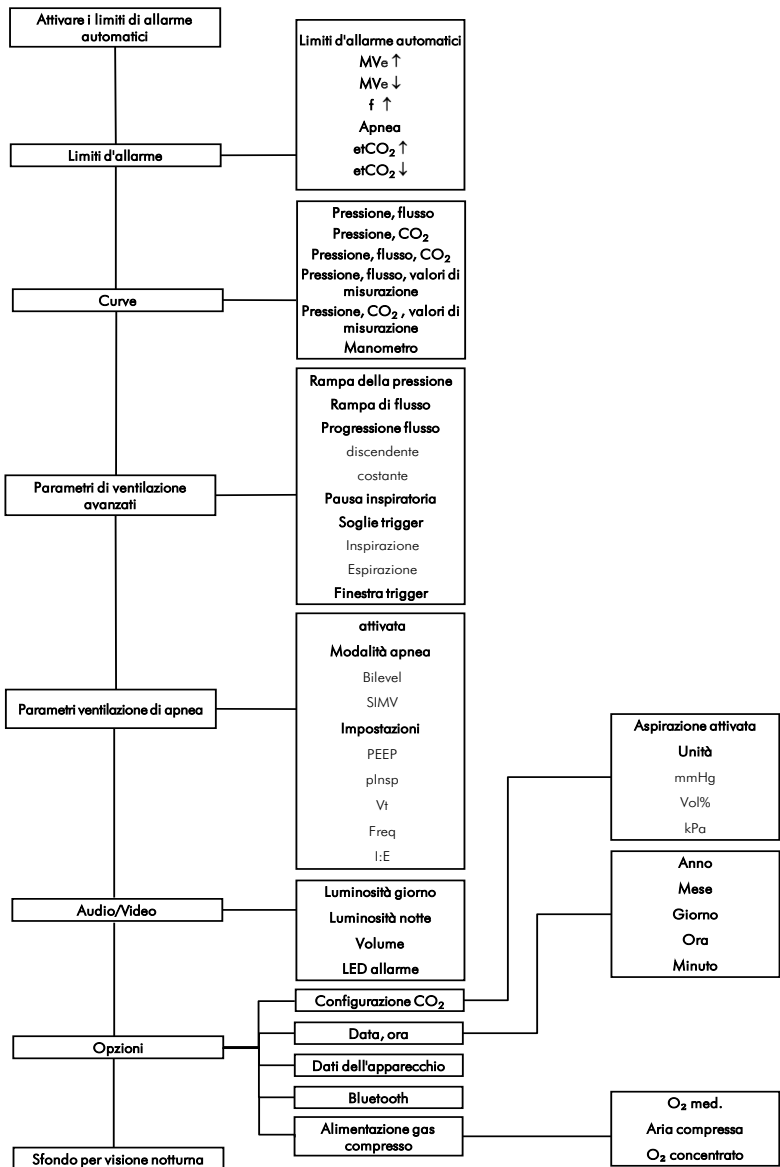 Attivare i limiti di allarme
automatici
Limiti d'allarme automatici
MVe ↑
MVe ↓
f ↑
Apnea
etCO₂ ↑
etCO₂ ↓
Limiti d'allarme
Pressione, flusso
Pressione, CO₂
Pressione, flusso, CO₂
Pressione, flusso, valori di
misurazione
Pressione, CO₂ , valori di
misurazione
Manometro
Curve
Rampa della pressione
Rampa di flusso
Progressione flusso
discendente
costante
Pausa inspiratoria
Soglie trigger
Inspirazione
Espirazione
Finestra trigger
Parametri di ventilazione
avanzati
attivata
Modalità apnea
Bilevel
SIMV
Impostazioni
PEEP
pInsp
Vt
Freq
I:E
Parametri ventilazione di apnea
Aspirazione attivata
Unità
mmHg
Vol%
kPa
Anno
Mese
Giorno
Ora
Minuto
Luminosità giorno
Luminosità notte
Volume
LED allarme
Audio/Video
Configurazione CO₂
Data, ora
Dati dell'apparecchio
Bluetooth
Alimentazione gas
compresso
Opzioni
O₂ med.
Aria compressa
O₂ concentrato
Sfondo per visione notturna